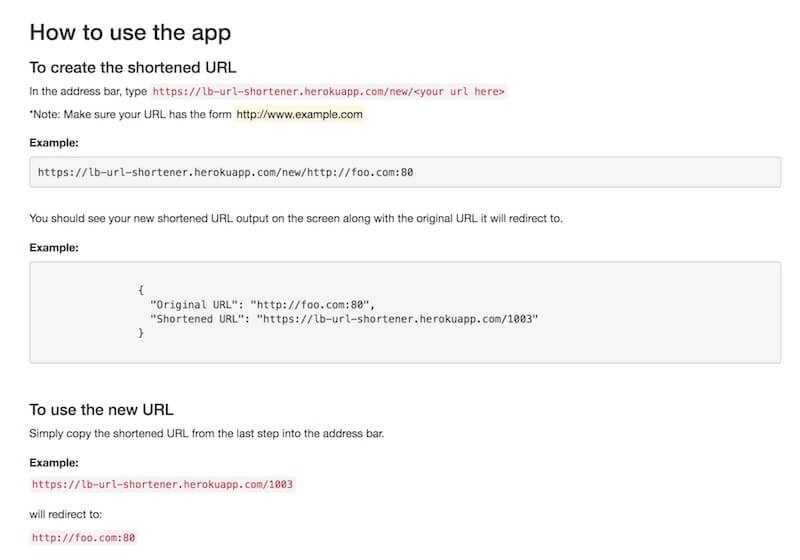 How to use the app
To create the shortened URL
In the address bar, type https://lb-url-shortener.herokuapp.com/new/<your url here>
*Note: Make sure your URL has the form http://www.example.com
Example:
https://lb-url-shortener.herokuapp.com/new/http://foo.com:80
You should see your new shortened URL output on the screen along with the original URL it will redirect to.
Example:
{
"Original URL": "http://foo.com:80",
"Shortened URL": "https://lb-url-shortener.herokuapp.com/1003"
}
To use the new URL
Simply copy the shortened URL from the last step into the address bar.
Example:
https://lb-url-shortener.herokuapp.com/1003
will redirect to:
http://foo.com:80